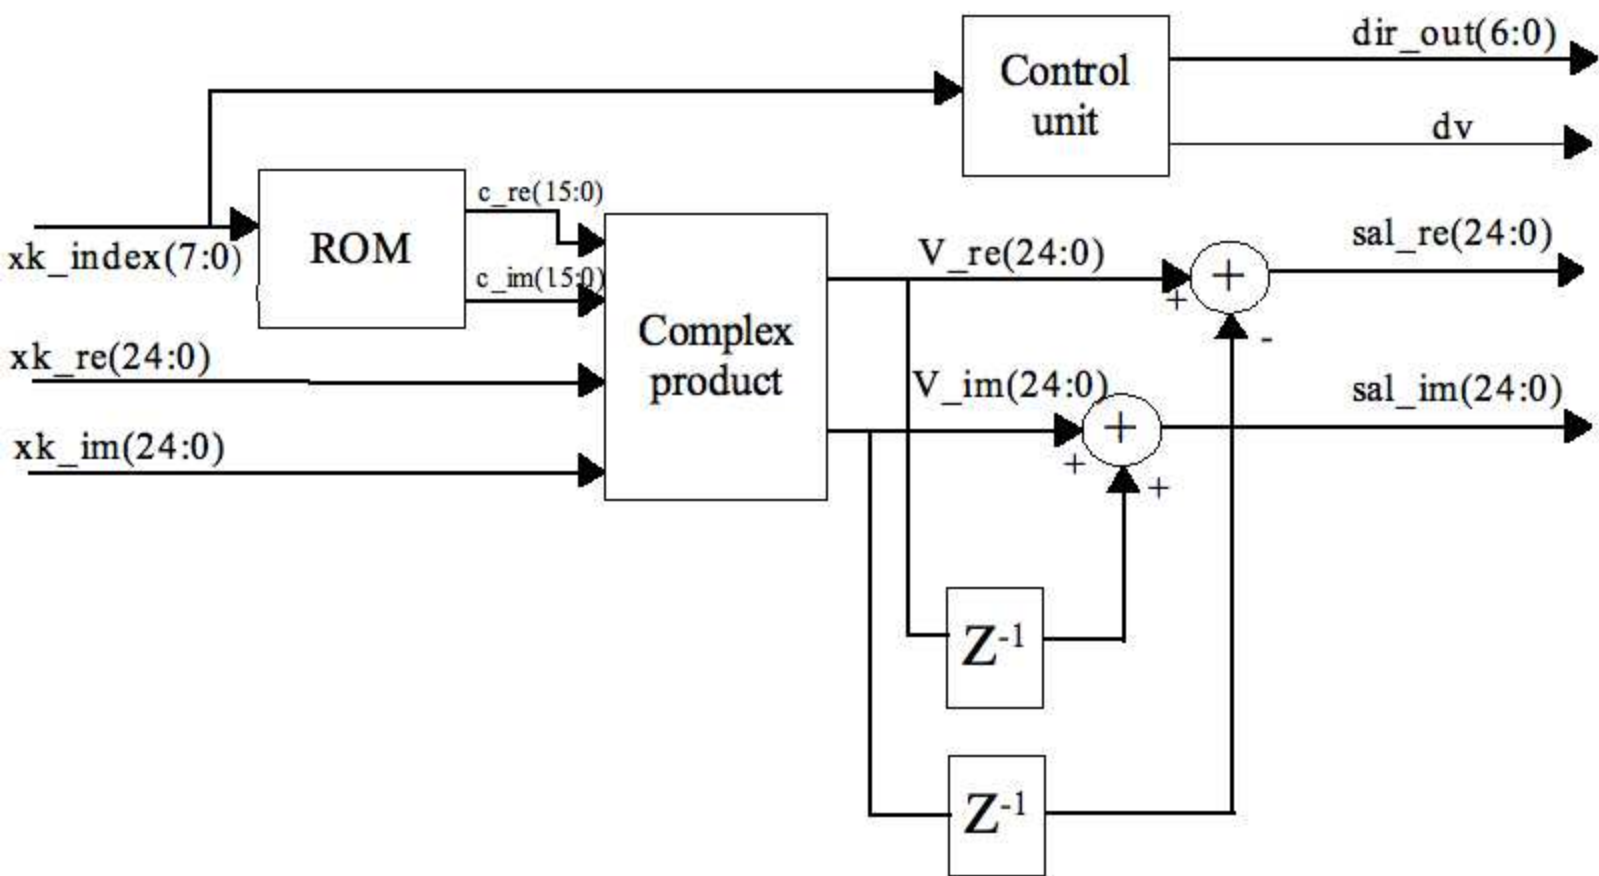 dir_out(6:0)
Control
unit
dv
c_re(15:0)
xk_index(7:0)
ROM
c_im(15:0)
V_re(24:0)
+
+
-
sal_re(24:0)
xk_re(24:0)
Complex
product
V_im(24:0)
+
+
+
sal_im(24:0)
xk_im(24:0)
Z-1
Z-1